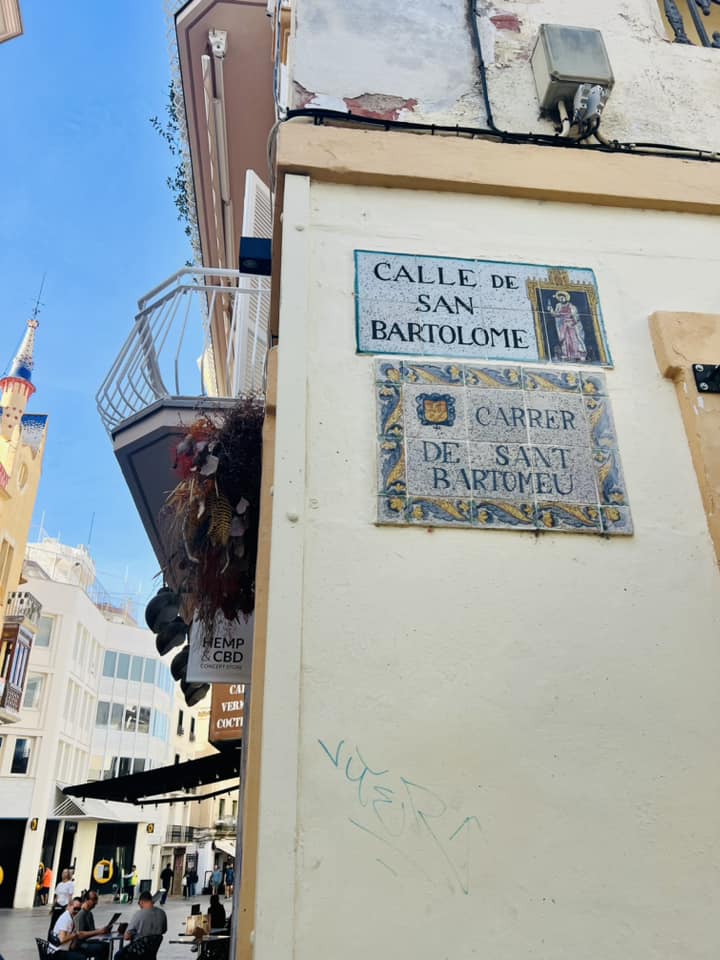 CALLE DE
SAN
BARTOLOME
CARRER
DE SANT
BARTOMEU
HEMP
& CBD
CONCEPT STORE